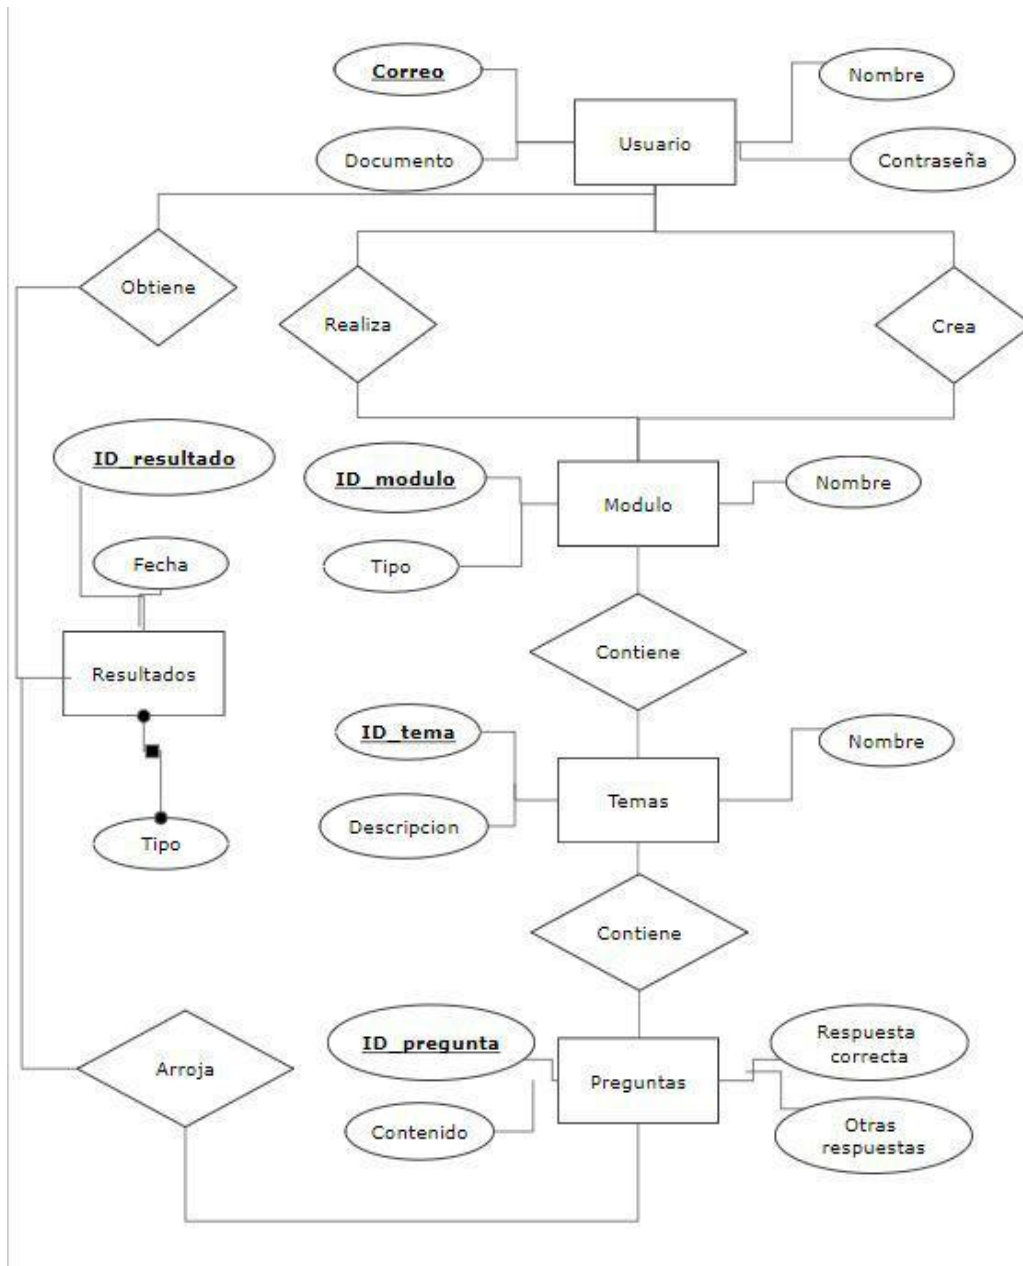 Correo
Nombre
Usuario
Documento
Contraseña
Obtiene
Realiza
Crea
ID_resultado
ID_modulo
Nombre
Modulo
Fecha
Tipo
Contiene
Resultados
ID_tema
Nombre
Temas
Descripcion
Tipo
Contiene
ID_pregunta
Respuesta
correcta
Arroja
Preguntas
Contenido
Otras
respuestas